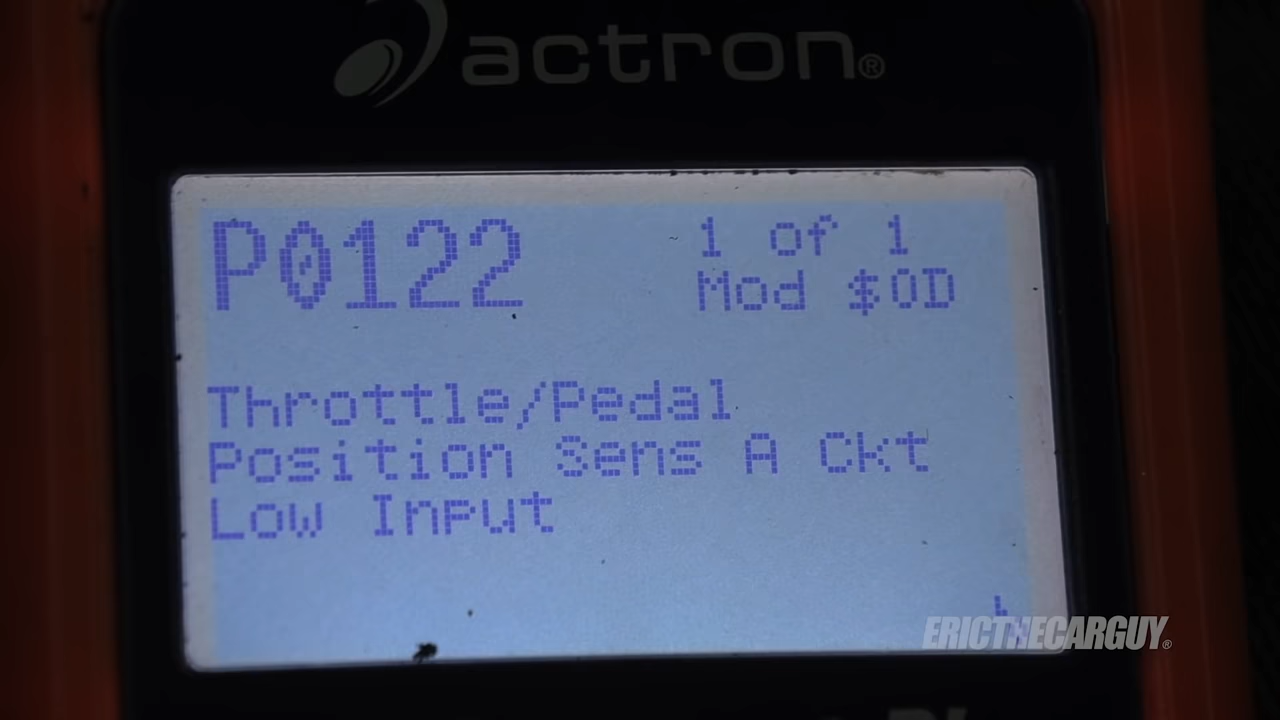 actron®
P0122 1 of 1
Mod $0D
Throttle/Pedal
Position Sens A Ckt
Low Input
ERICTHECARGUY®